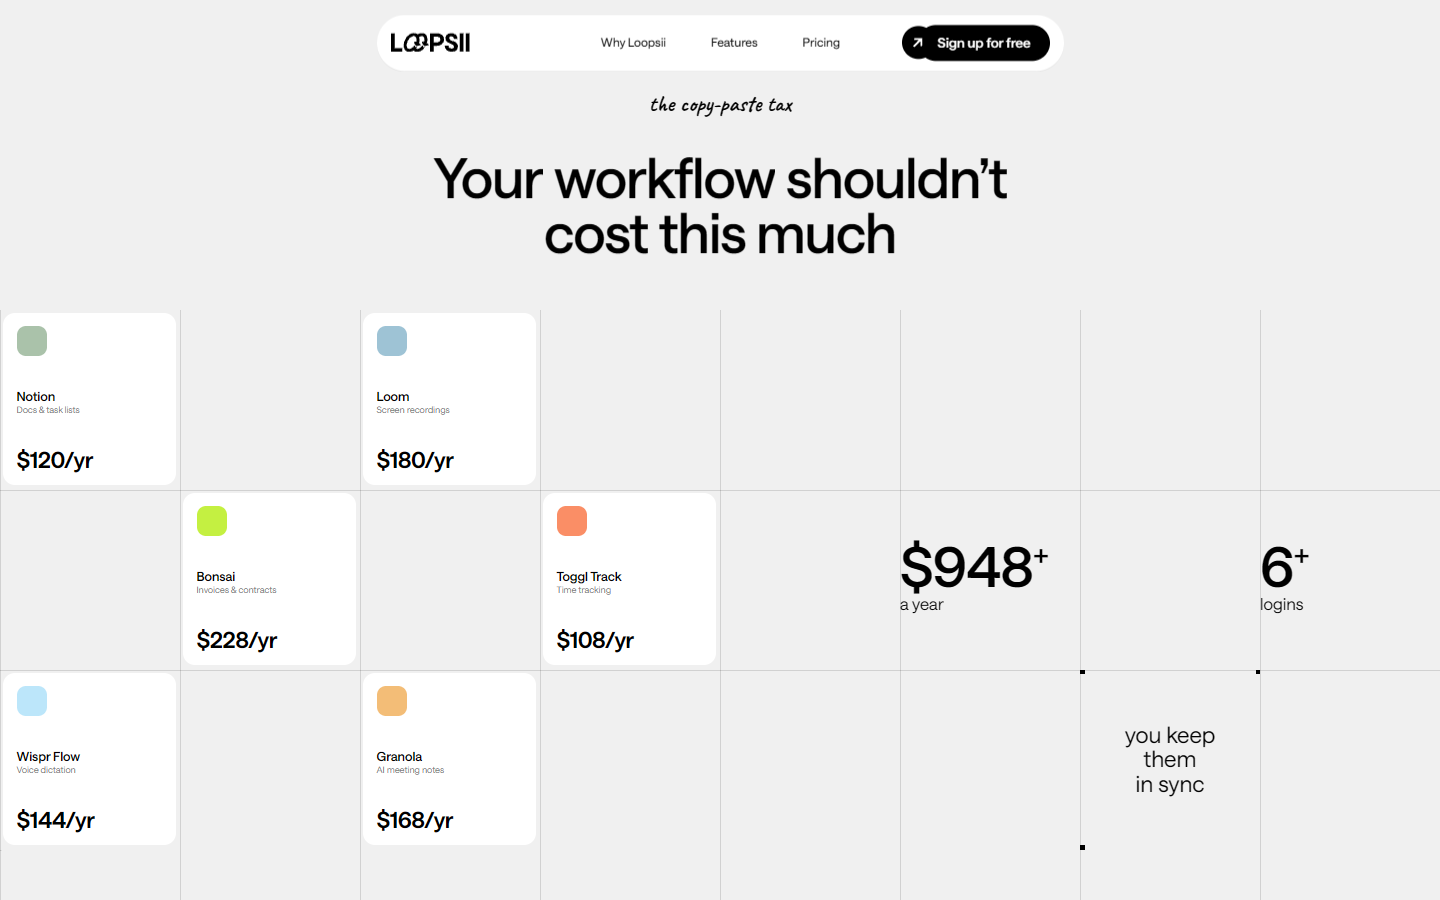 LOOPSII
Why Loopsii
Features
Pricing
Sign up for free
the copy-paste tax
Your workflow shouldn’t
cost this much
Notion
Docs & task lists
$120/yr
Loom
Screen recordings
$180/yr
Bonsai
Invoices & contracts
$228/yr
Toggl Track
Time tracking
$108/yr
$948+
a year
6+
logins
Wispr Flow
Voice dictation
$144/yr
Granola
AI meeting notes
$168/yr
you keep
them
in sync